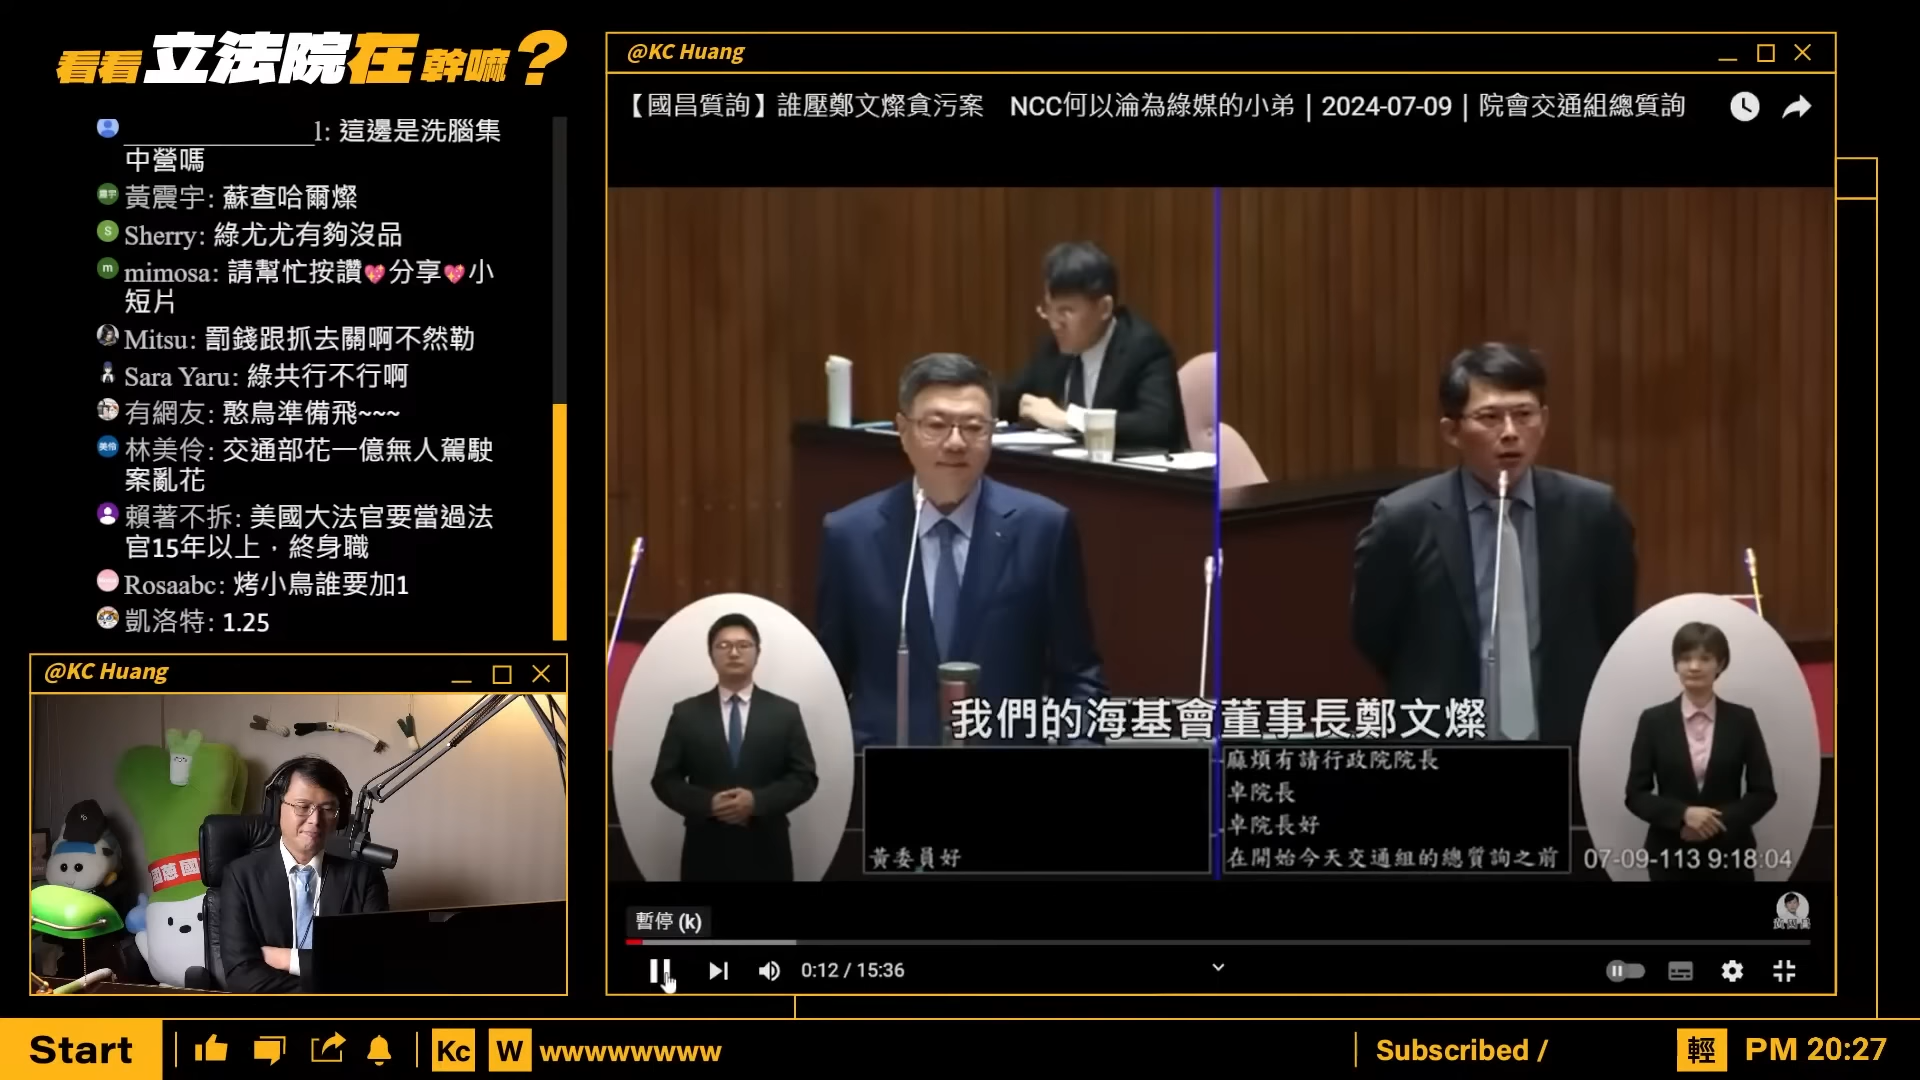 看看立法院在幹嘛?
l: 這邊是洗腦集
中營嗎
黃震宇: 蘇查哈爾燦
Sherry: 綠尤尤有夠沒品
mimosa: 請幫忙按讚💖分享💖小
短片
Mitsu: 罰錢跟抓去關啊不然勒
Sara Yaru: 綠共行不行啊
有網友: 憨鳥準備飛~~~
林美伶: 交通部花一億無人駕駛
案亂花
賴著不拆: 美國大法官要當過法
官15年以上,終身職
Rosaabc: 烤小鳥誰要加1
凱洛特: 1.25
@KC Huang
@KC Huang
【國昌質詢】誰壓鄭文燦貪污案 NCC何以淪為綠媒的小弟｜2024-07-09｜院會交通組總質詢
我們的海基會董事長鄭文燦
黃委員好
麻煩有請行政院院長
卓院長
卓院長好
在開始今天交通組的總質詢之前
07-09-113 9:18:04
暫停 (k)
0:12 / 15:36
Start
Kc
W
wwwwwwwww
Subscribed /
輕
PM 20:27